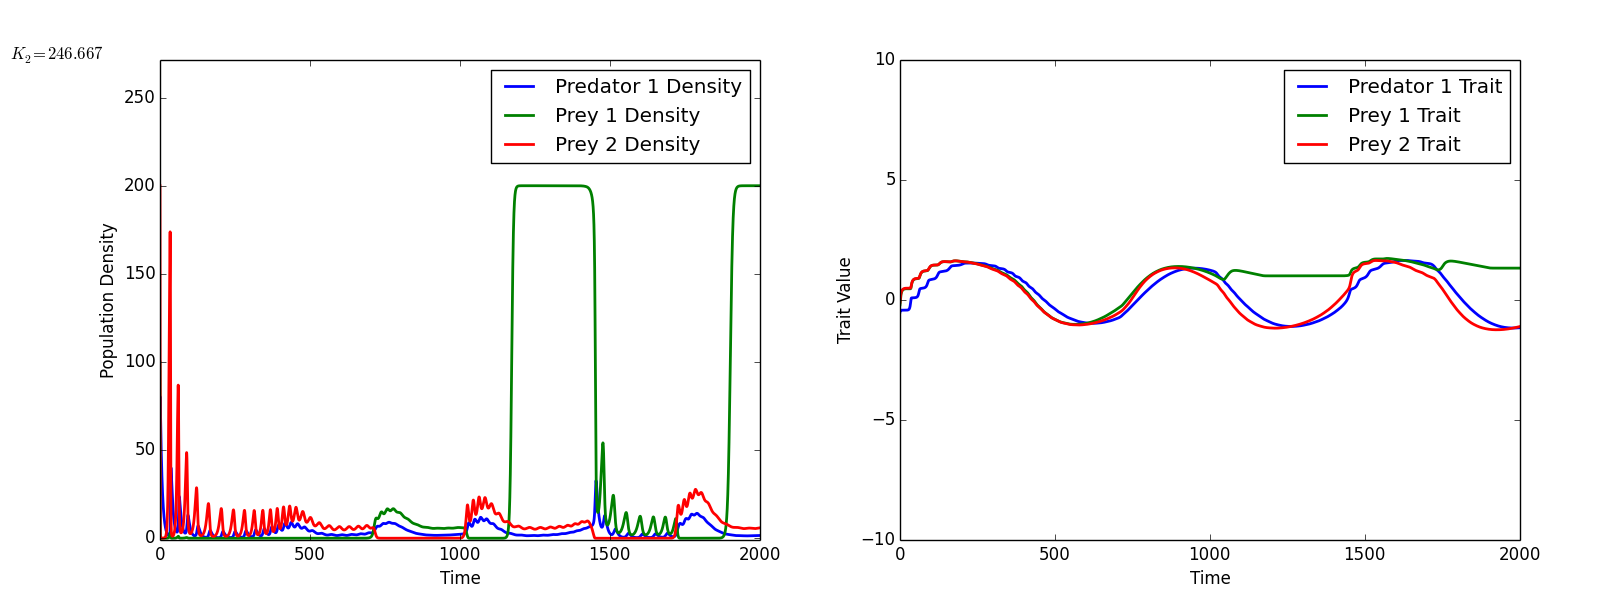 K₂ = 246.667
Predator 1 Density
Prey 1 Density
Prey 2 Density
Population Density
250
200
150
100
50
0
0 500 1000 1500 2000
Time
Predator 1 Trait
Prey 1 Trait
Prey 2 Trait
Trait Value
10
5
0
−5
−10
0 500 1000 1500 2000
Time